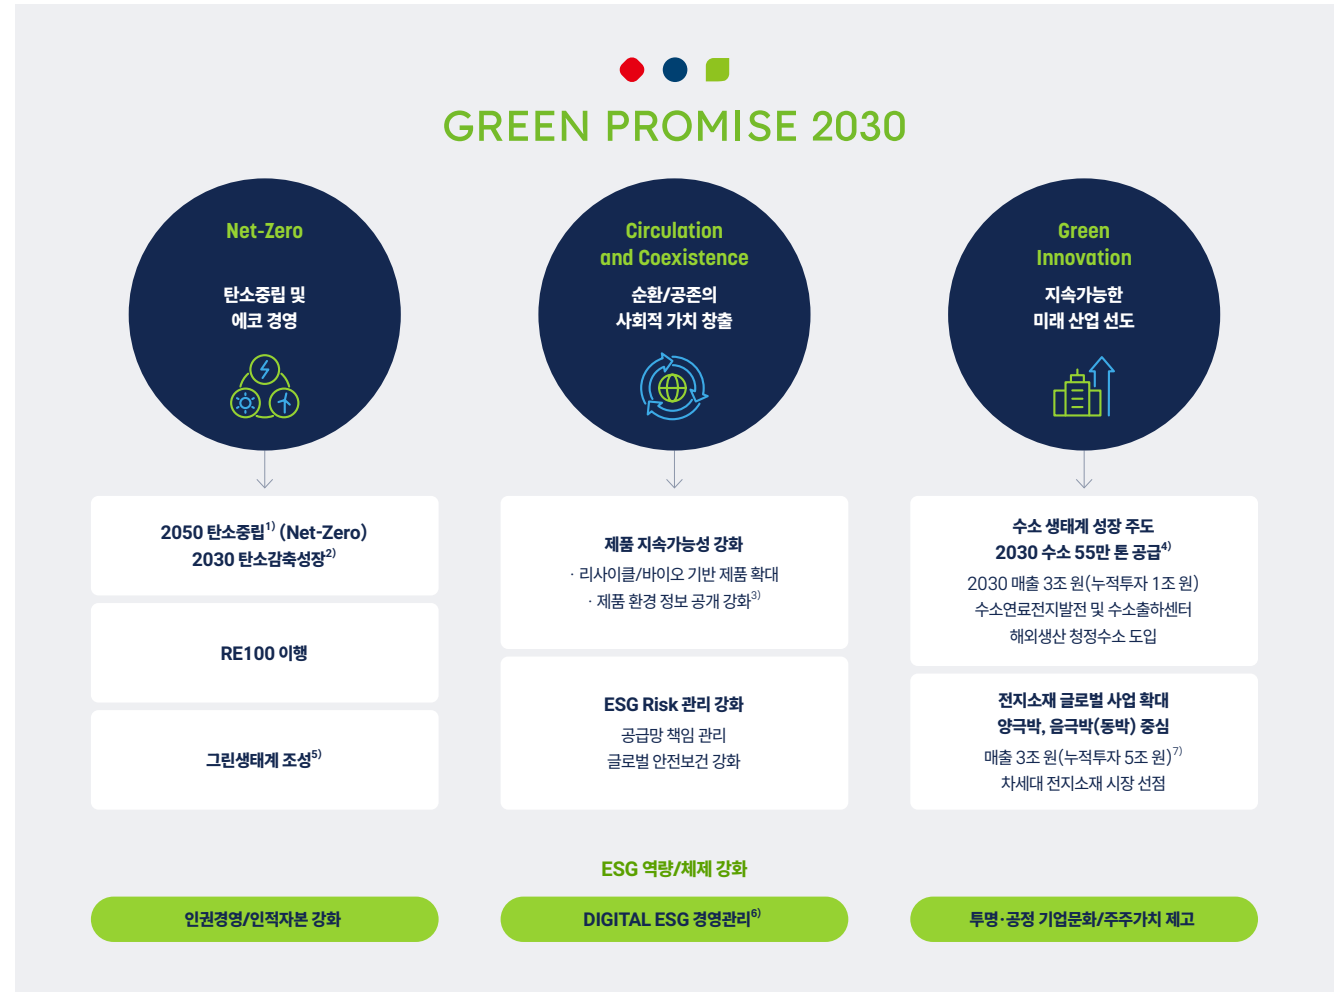 GREEN PROMISE 2030
Net-Zero
탄소중립 및
에코 경영
2050 탄소중립1) (Net-Zero)
2030 탄소감축성장2)
RE100 이행
그린생태계 조성5)
Circulation
and Coexistence
순환/공존의
사회적 가치 창출
제품 지속가능성 강화
· 리사이클/바이오 기반 제품 확대
· 제품 환경 정보 공개 강화3)
ESG Risk 관리 강화
공급망 책임 관리
글로벌 안전보건 강화
Green
Innovation
지속가능한
미래 산업 선도
수소 생태계 성장 주도
2030 수소 55만 톤 공급4)
2030 매출 3조 원(누적투자 1조 원)
수소연료전지발전 및 수소출하센터
해외생산 청정수소 도입
전지소재 글로벌 사업 확대
양극박, 음극박(동박) 중심
매출 3조 원(누적투자 5조 원)7)
차세대 전지소재 시장 선점
ESG 역량/체제 강화
인권경영/인적자본 강화
DIGITAL ESG 경영관리6)
투명·공정 기업문화/주주가치 제고